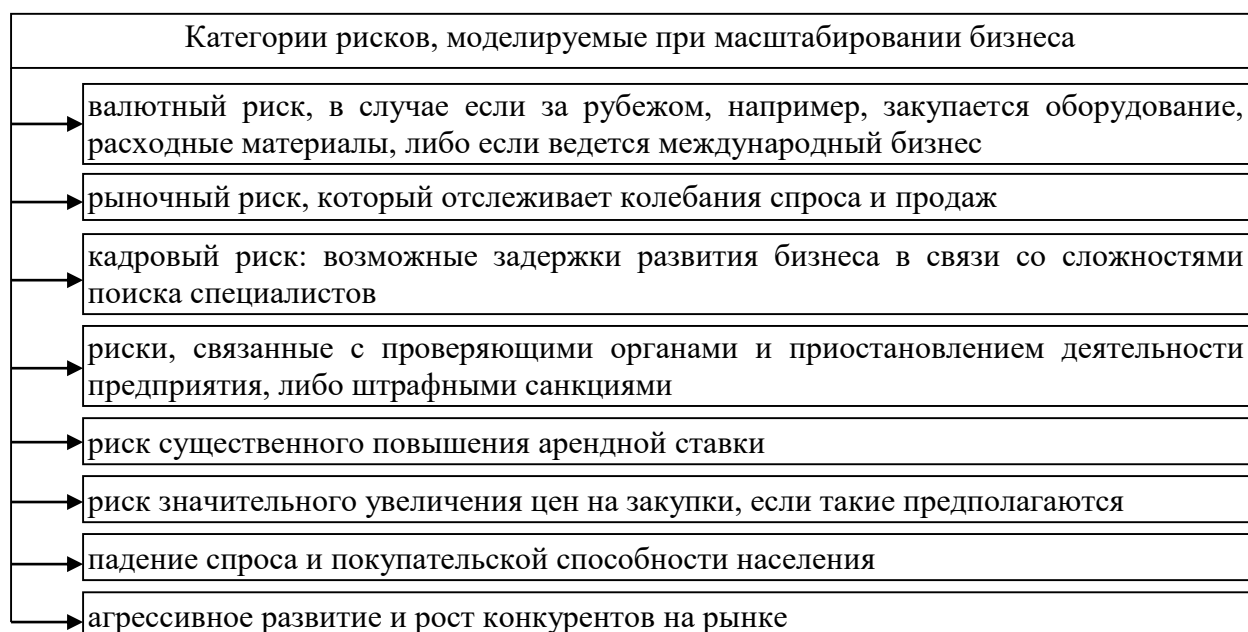 Категории рисков, моделируемые при масштабировании бизнеса
валютный риск, в случае если за рубежом, например, закупается оборудование,
расходные материалы, либо если ведется международный бизнес
рыночный риск, который отслеживает колебания спроса и продаж
кадровый риск: возможные задержки развития бизнеса в связи со сложностями
поиска специалистов
риски, связанные с проверяющими органами и приостановлением деятельности
предприятия, либо штрафными санкциями
риск существенного повышения арендной ставки
риск значительного увеличения цен на закупки, если такие предполагаются
падение спроса и покупательской способности населения
агрессивное развитие и рост конкурентов на рынке